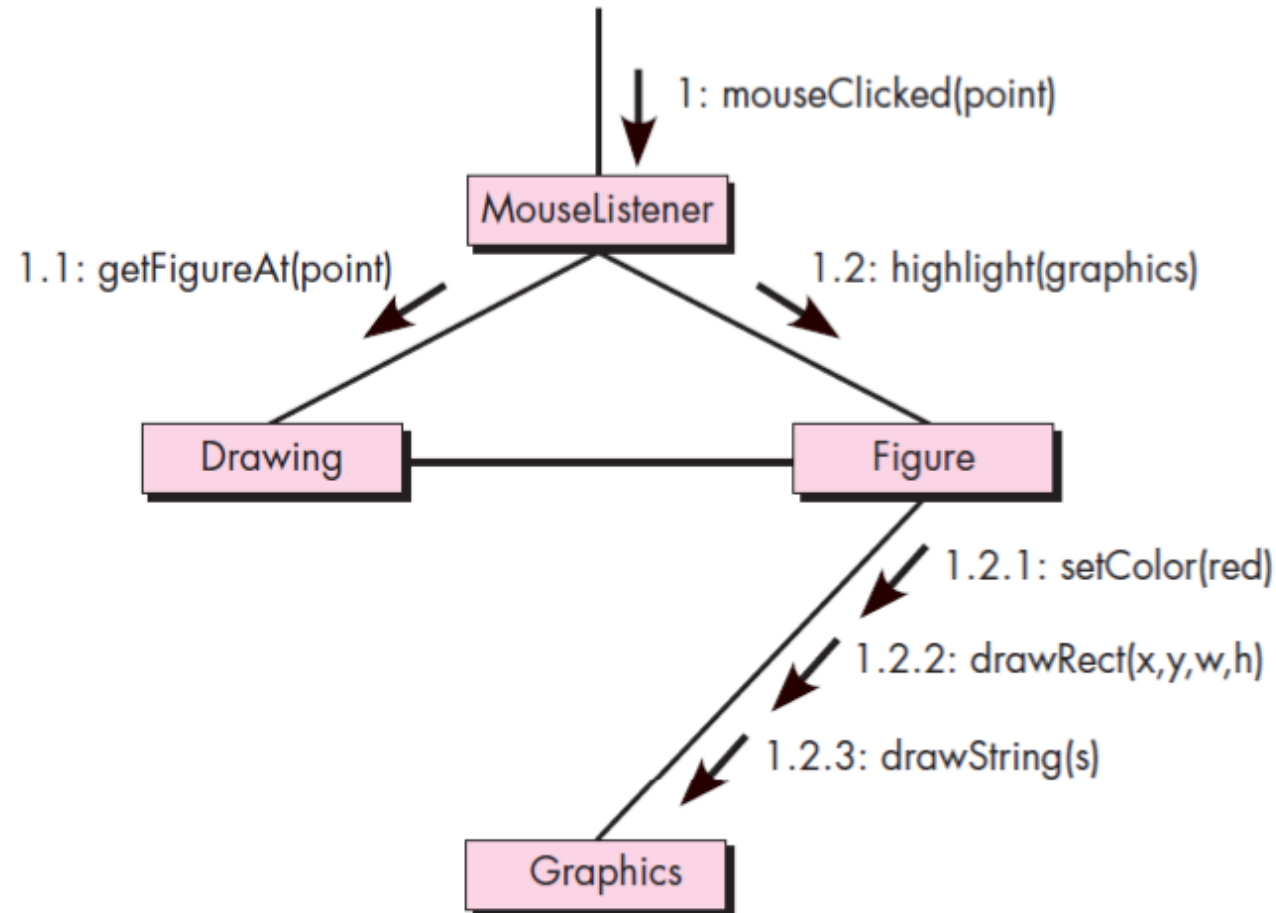 1: mouseClicked(point)
MouseListener
1.1: getFigureAt(point)
1.2: highlight(graphics)
Drawing
Figure
1.2.1: setColor(red)
1.2.2: drawRect(x,y,w,h)
1.2.3: drawString(s)
Graphics